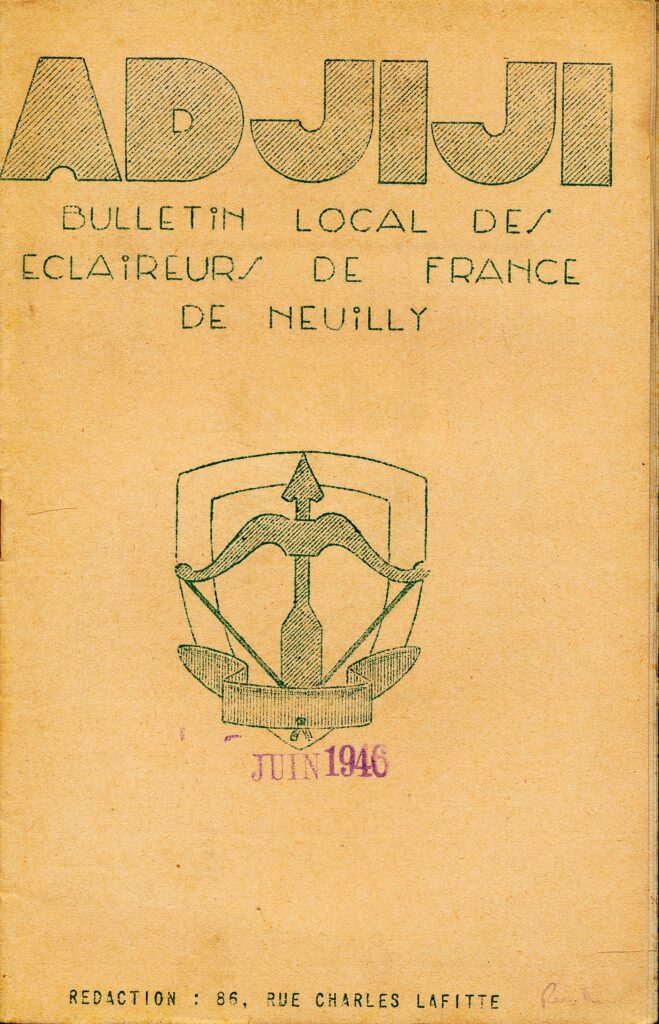 ADJIJI
BULLETIN LOCAL DES
ECLAIREURS DE FRANCE
DE NEUILLY
JUIN 1946
REDACTION : 86, RUE CHARLES LAFITTE